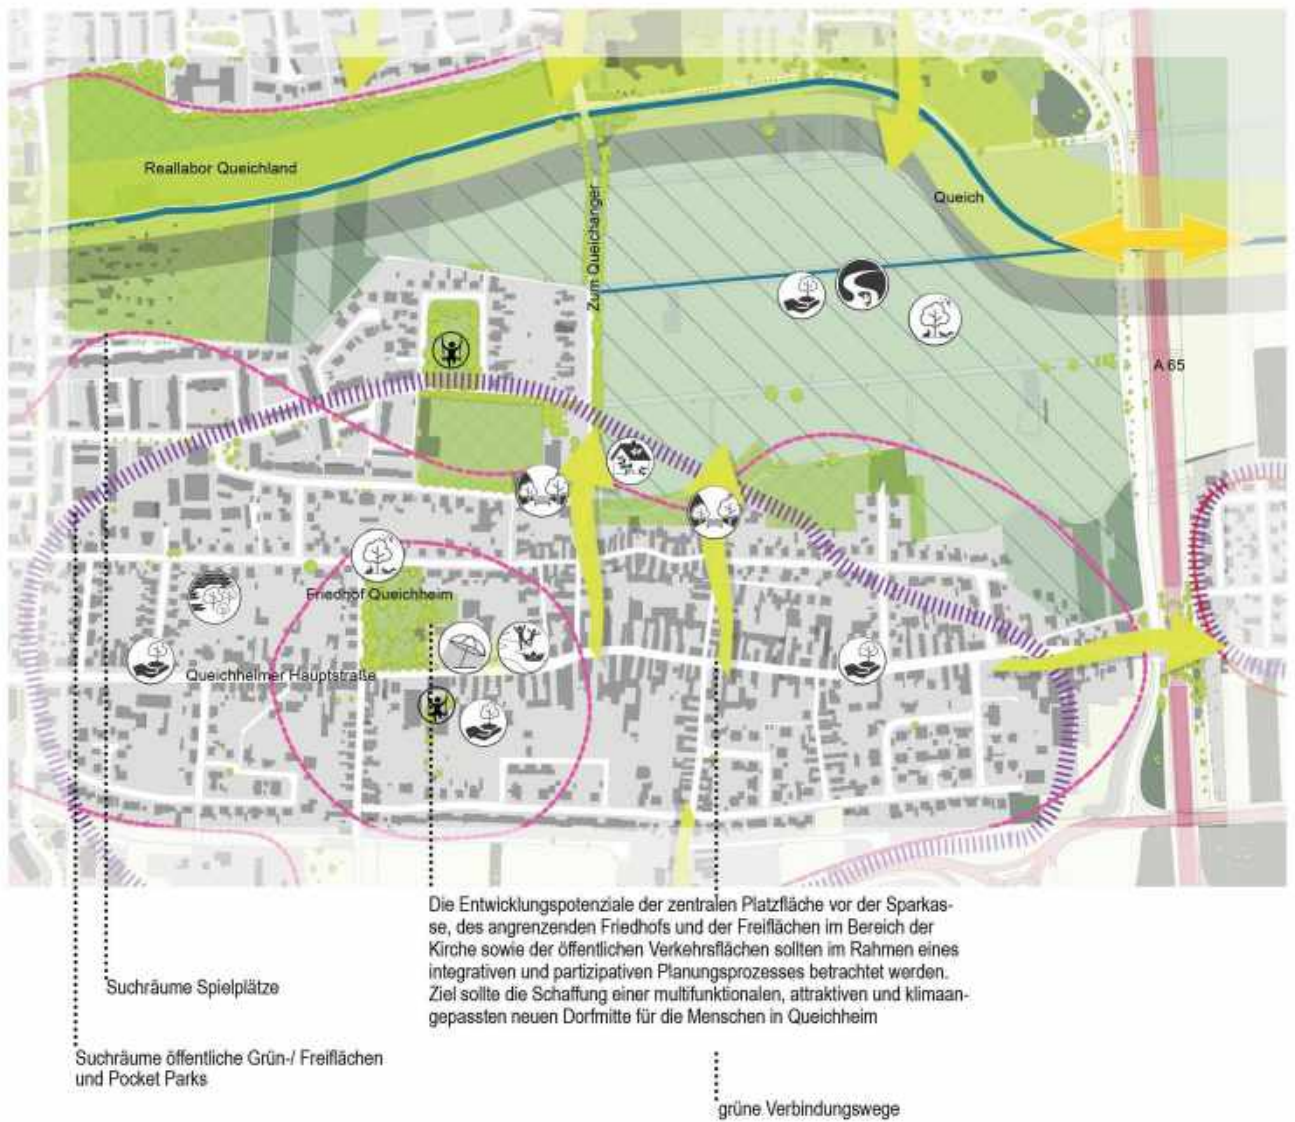 Reallabor Queichland
Zum Queichanger
Queich
A 65
Friedhof Queichheim
Queichheimer Hauptstraße
Die Entwicklungspotenziale der zentralen Platzfläche vor der Sparkas-
se, des angrenzenden Friedhofs und der Freiflächen im Bereich der
Kirche sowie der öffentlichen Verkehrsflächen sollten im Rahmen eines
integrativen und partizipativen Planungsprozesses betrachtet werden.
Ziel sollte die Schaffung einer multifunktionalen, attraktiven und klimaan-
gepassten neuen Dorfmitte für die Menschen in Queichheim
Suchräume Spielplätze
Suchräume öffentliche Grün-/ Freiflächen
und Pocket Parks
grüne Verbindungswege